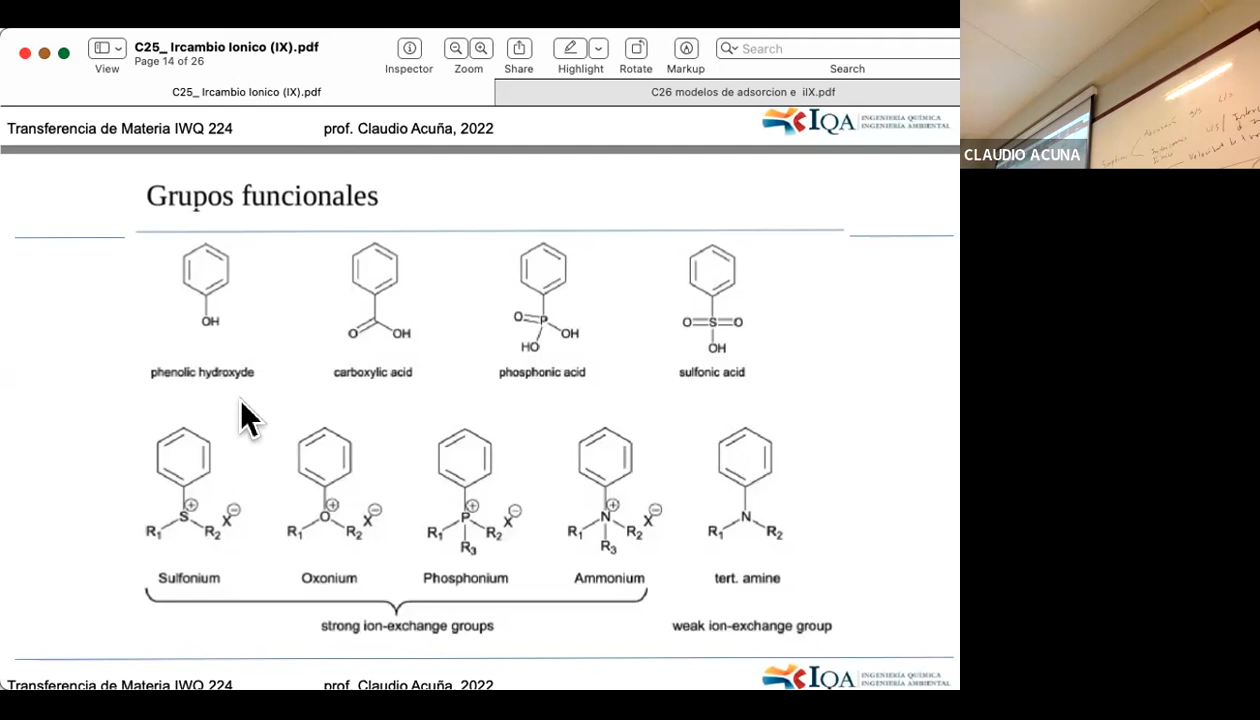 C25_ Ircambio Ionico (IX).pdf
Page 14 of 26
View
Inspector
Zoom
Share
Highlight
Rotate
Markup
Search
Search
C25_ Ircambio Ionico (IX).pdf
C26 modelos de adsorcion e iIX.pdf
Transferencia de Materia IWQ 224
prof. Claudio Acuña, 2022
IQA
INGENIERÍA QUÍMICA
INGENIERÍA AMBIENTAL
CLAUDIO ACUNA
Grupos funcionales
OH
O
OH
O
P
OH
HO
O
S
O
OH
phenolic hydroxyde
carboxylic acid
phosphonic acid
sulfonic acid
S
R1
R2
X
O
R1
R2
X
P
R1
R2
R3
X
N
R1
R2
R3
X
N
R1
R2
Sulfonium
Oxonium
Phosphonium
Ammonium
tert. amine
strong ion-exchange groups
weak ion-exchange group
Transferencia de Materia IWQ 224
prof. Claudio Acuña, 2022
IQA
INGENIERÍA QUÍMICA
INGENIERÍA AMBIENTAL